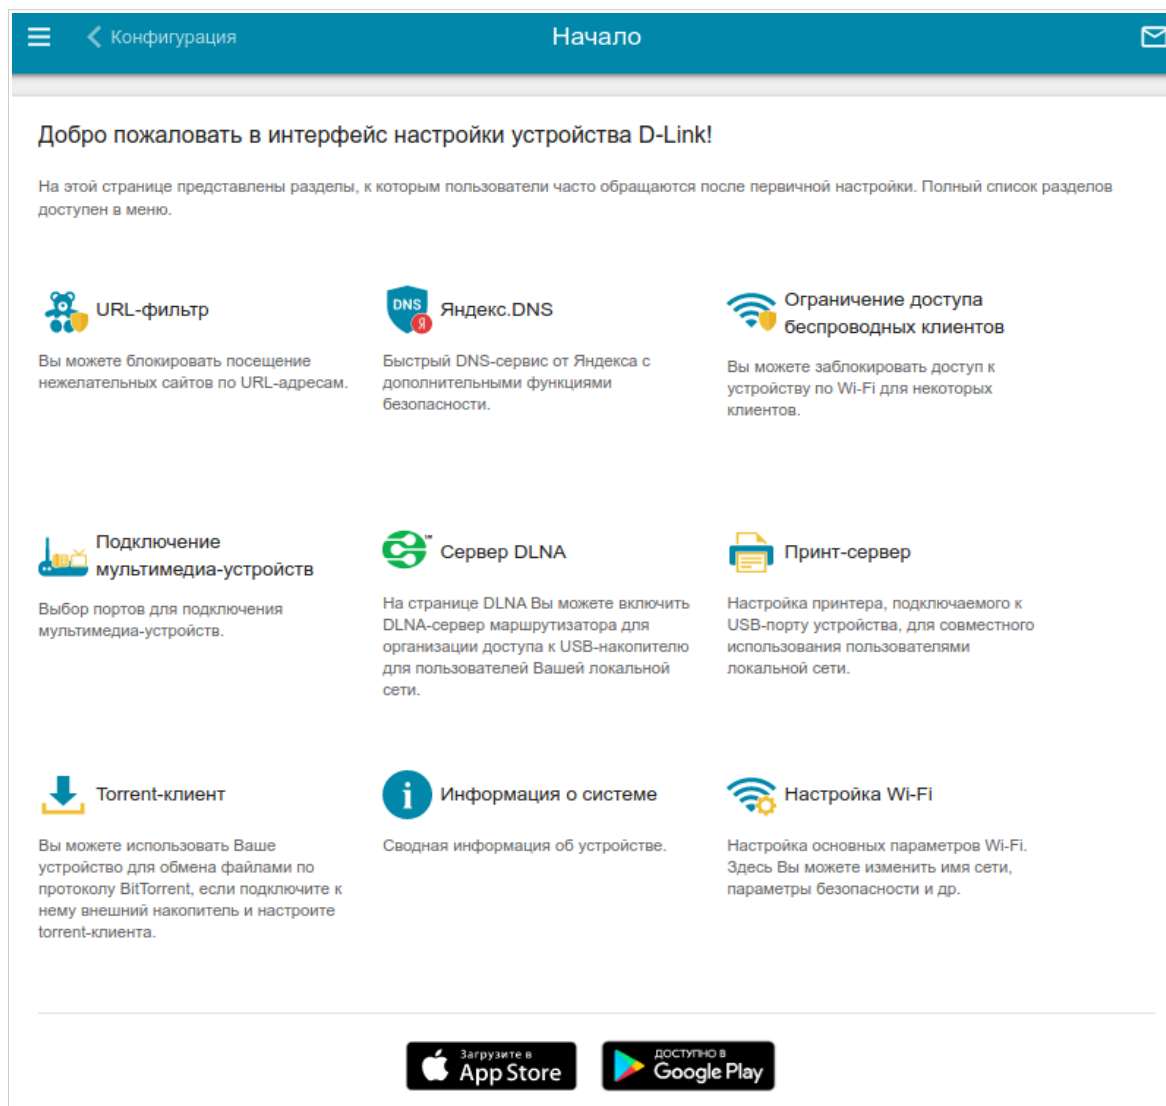 Конфигурация
Начало
Добро пожаловать в интерфейс настройки устройства D-Link!
На этой странице представлены разделы, к которым пользователи часто обращаются после первичной настройки. Полный список разделов
доступен в меню.
URL-фильтр
Вы можете блокировать посещение
нежелательных сайтов по URL-адресам.
DNS
Я
Яндекс.DNS
Быстрый DNS-сервис от Яндекса с
дополнительными функциями
безопасности.
Ограничение доступа
беспроводных клиентов
Вы можете заблокировать доступ к
устройству по Wi-Fi для некоторых
клиентов.
Подключение
мультимедиа-устройств
Выбор портов для подключения
мультимедиа-устройств.
Сервер DLNA
На странице DLNA Вы можете включить
DLNA-сервер маршрутизатора для
организации доступа к USB-накопителю
для пользователей Вашей локальной
сети.
Принт-сервер
Настройка принтера, подключаемого к
USB-порту устройства, для совместного
использования пользователями
локальной сети.
Torrent-клиент
Вы можете использовать Ваше
устройство для обмена файлами по
протоколу BitTorrent, если подключите к
нему внешний накопитель и настроите
torrent-клиента.
i
Информация о системе
Сводная информация об устройстве.
Настройка Wi-Fi
Настройка основных параметров Wi-Fi.
Здесь Вы можете изменить имя сети,
параметры безопасности и др.
Загрузите в
App Store
ДОСТУПНО В
Google Play